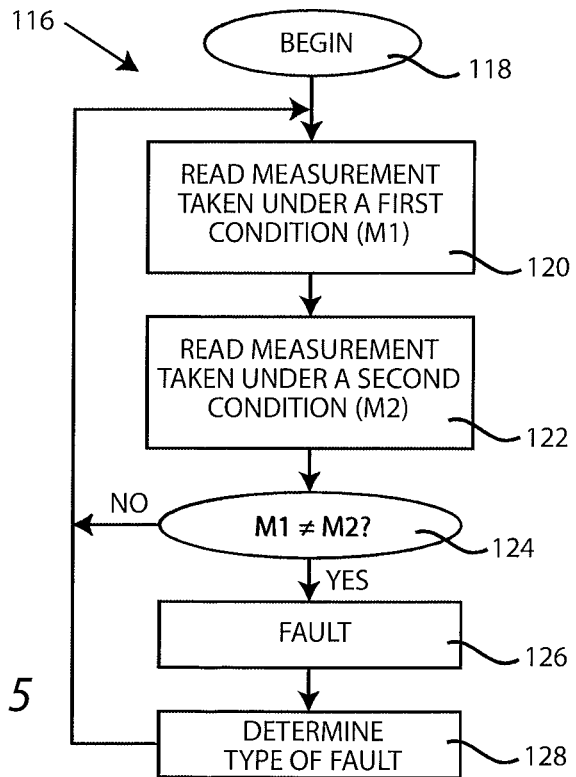 116
BEGIN
118
READ MEASUREMENT
TAKEN UNDER A FIRST
CONDITION (M1)
120
READ MEASUREMENT
TAKEN UNDER A SECOND
CONDITION (M2)
122
NO
M1 ≠ M2?
124
YES
FAULT
126
5
DETERMINE
TYPE OF FAULT
128